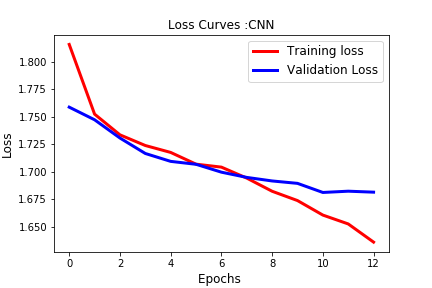 Loss Curves :CNN
Training loss
Validation Loss
Loss
1.800
1.775
1.750
1.725
1.700
1.675
1.650
0 2 4 6 8 10 12
Epochs